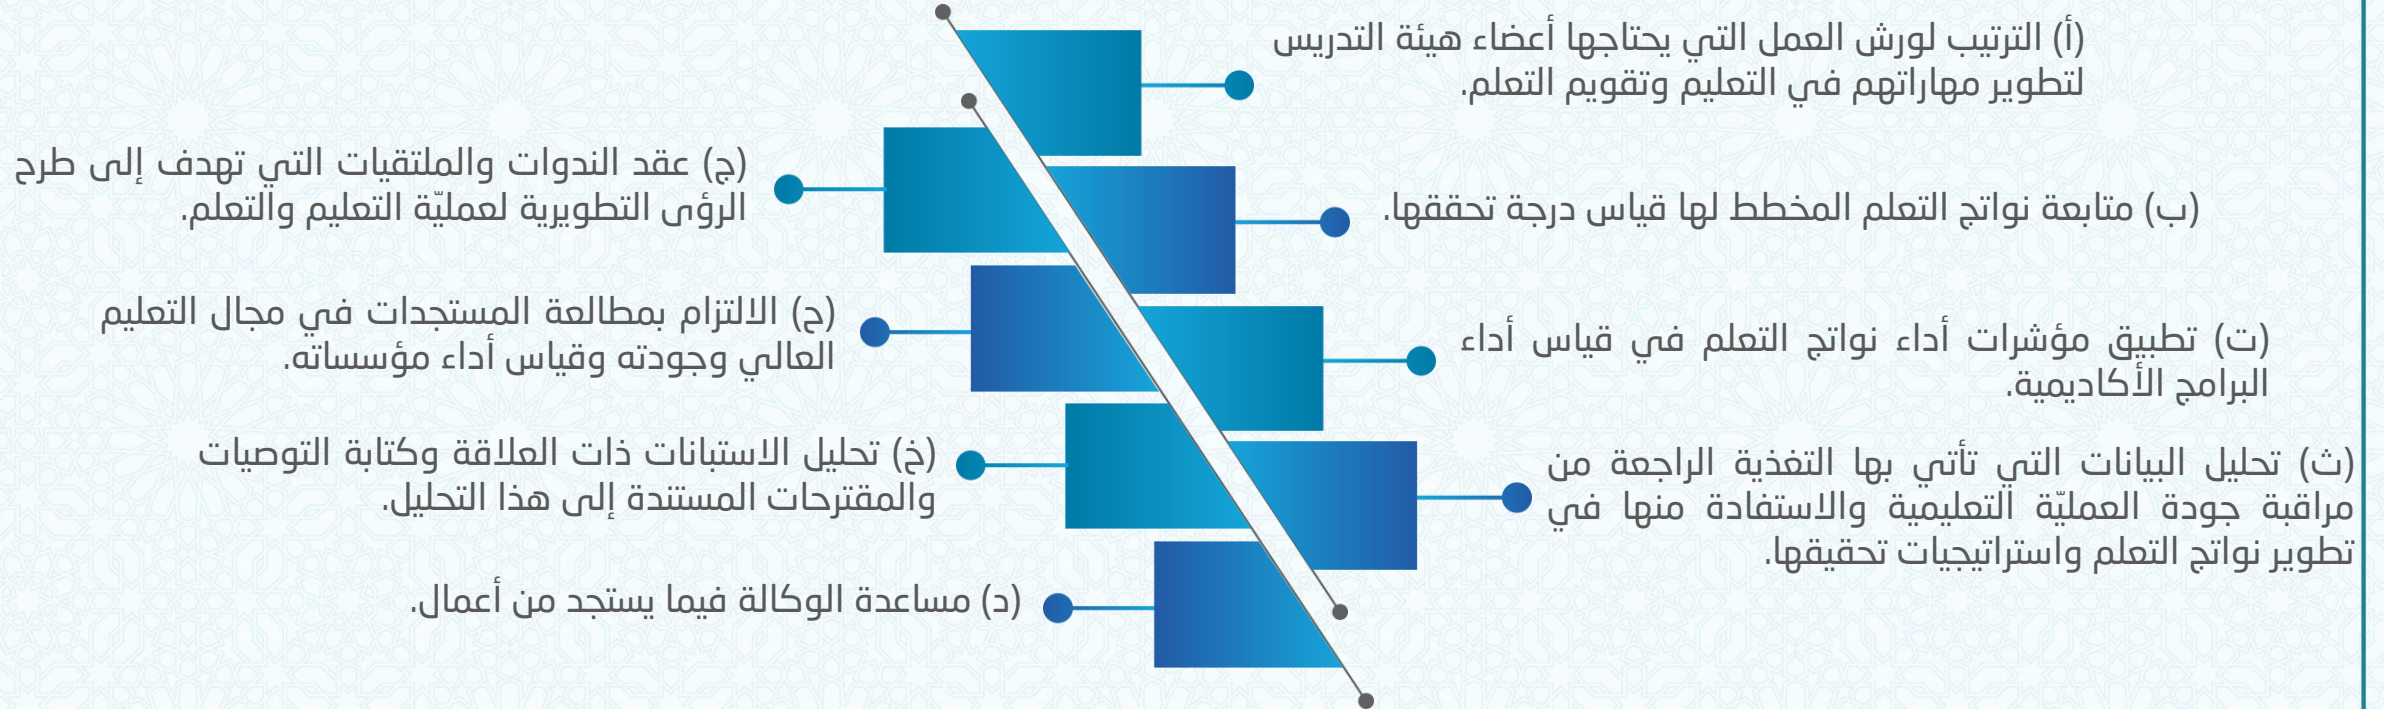 (أ) الترتيب لورش العمل التي يحتاجها أعضاء هيئة التدريس
لتطوير مهاراتهم في التعليم وتقويم التعلم.
(ب) متابعة نواتج التعلم المخطط لها قياس درجة تحققها.
(ت) تطبيق مؤشرات أداء نواتج التعلم في قياس أداء
البرامج الأكاديمية.
(ث) تحليل البيانات التي تأتي بها التغذية الراجعة من
مراقبة جودة العمليّة التعليمية والاستفادة منها في
تطوير نواتج التعلم واستراتيجيات تحقيقها.
(ج) عقد الندوات والملتقيات التي تهدف إلى طرح
الرؤى التطويرية لعمليّة التعليم والتعلم.
(ح) الالتزام بمطالعة المستجدات في مجال التعليم
العالي وجودته وقياس أداء مؤسساته.
(خ) تحليل الاستبانات ذات العلاقة وكتابة التوصيات
والمقترحات المستندة إلى هذا التحليل.
(د) مساعدة الوكالة فيما يستجد من أعمال.